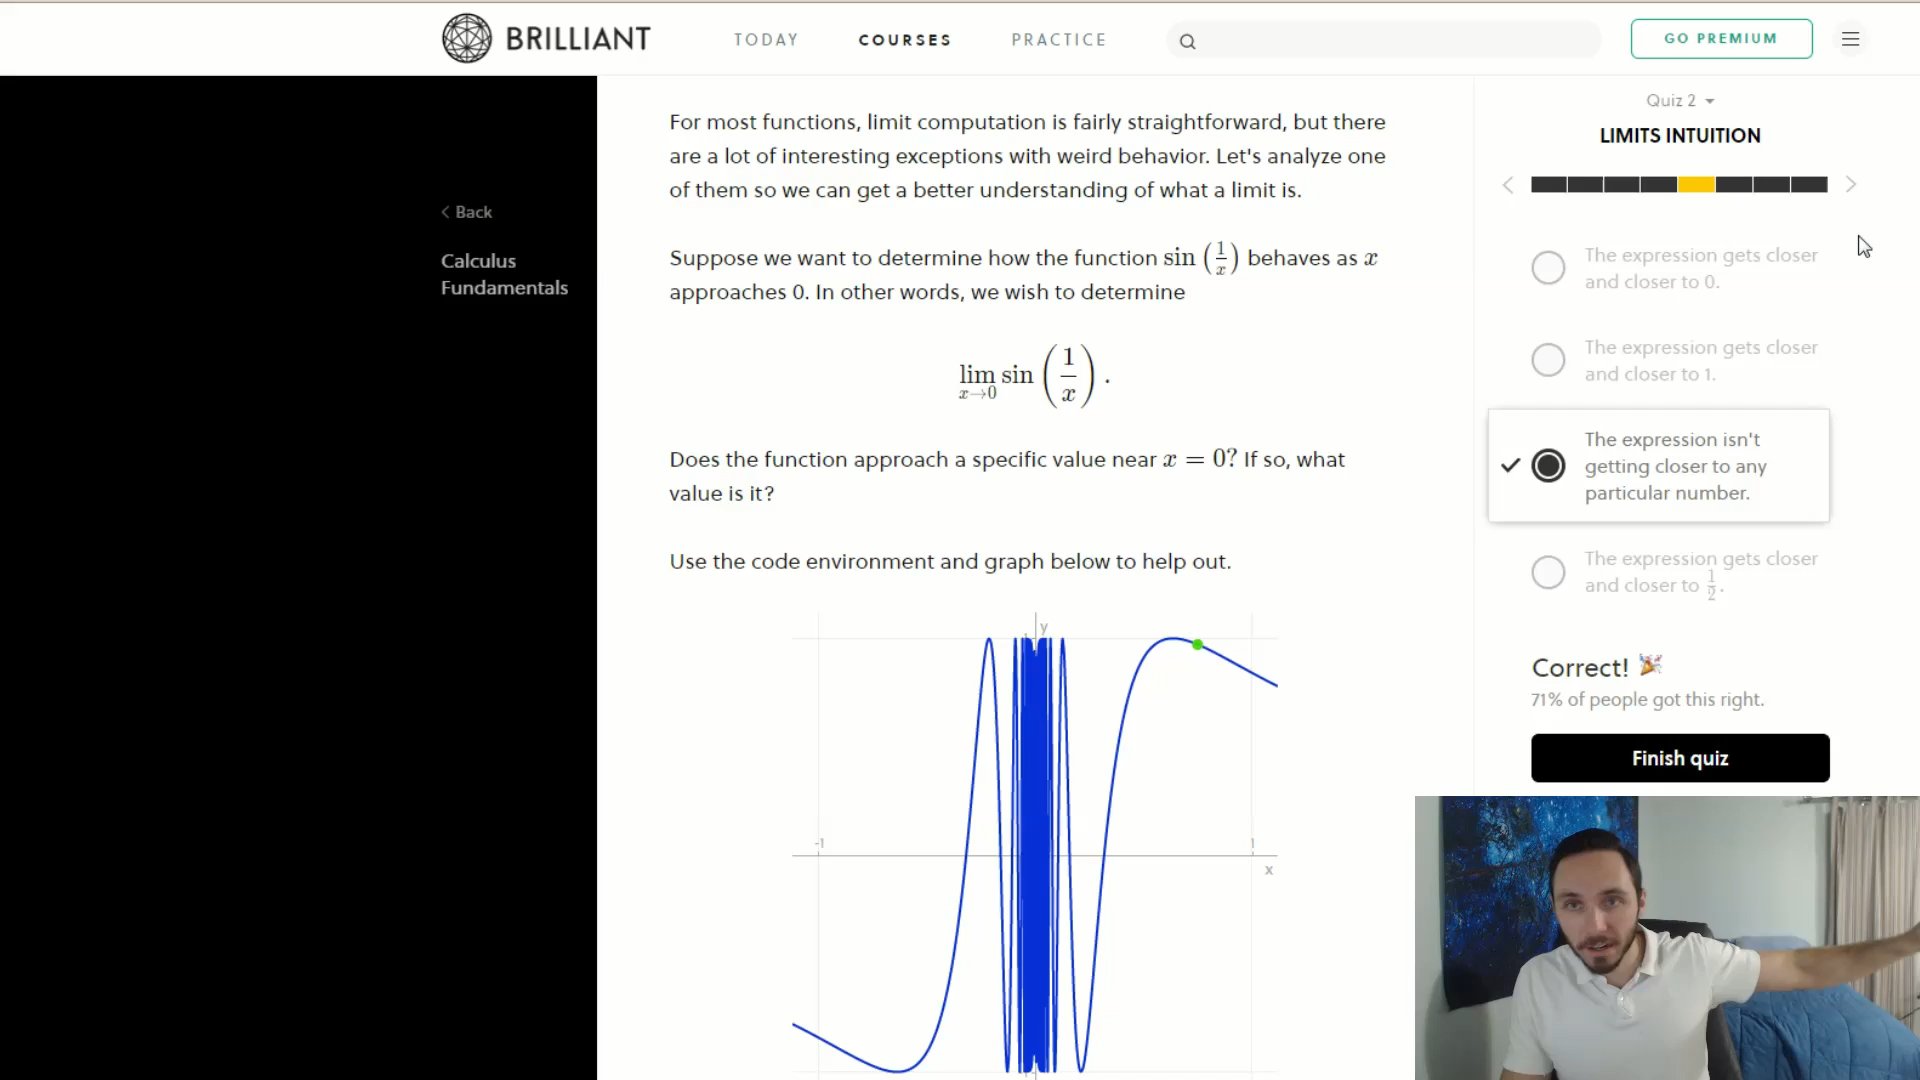 BRILLIANT
TODAY
COURSES
PRACTICE
GO PREMIUM
Back
Calculus
Fundamentals
For most functions, limit computation is fairly straightforward, but there
are a lot of interesting exceptions with weird behavior. Let's analyze one
of them so we can get a better understanding of what a limit is.
Suppose we want to determine how the function sin (1/x) behaves as x
approaches 0. In other words, we wish to determine
lim x→0 sin (1/x).
Does the function approach a specific value near x = 0? If so, what
value is it?
Use the code environment and graph below to help out.
y
-1
1
x
Quiz 2
LIMITS INTUITION
The expression gets closer
and closer to 0.
The expression gets closer
and closer to 1.
The expression isn't
getting closer to any
particular number.
The expression gets closer
and closer to 1/2.
Correct! 🎉
71% of people got this right.
Finish quiz